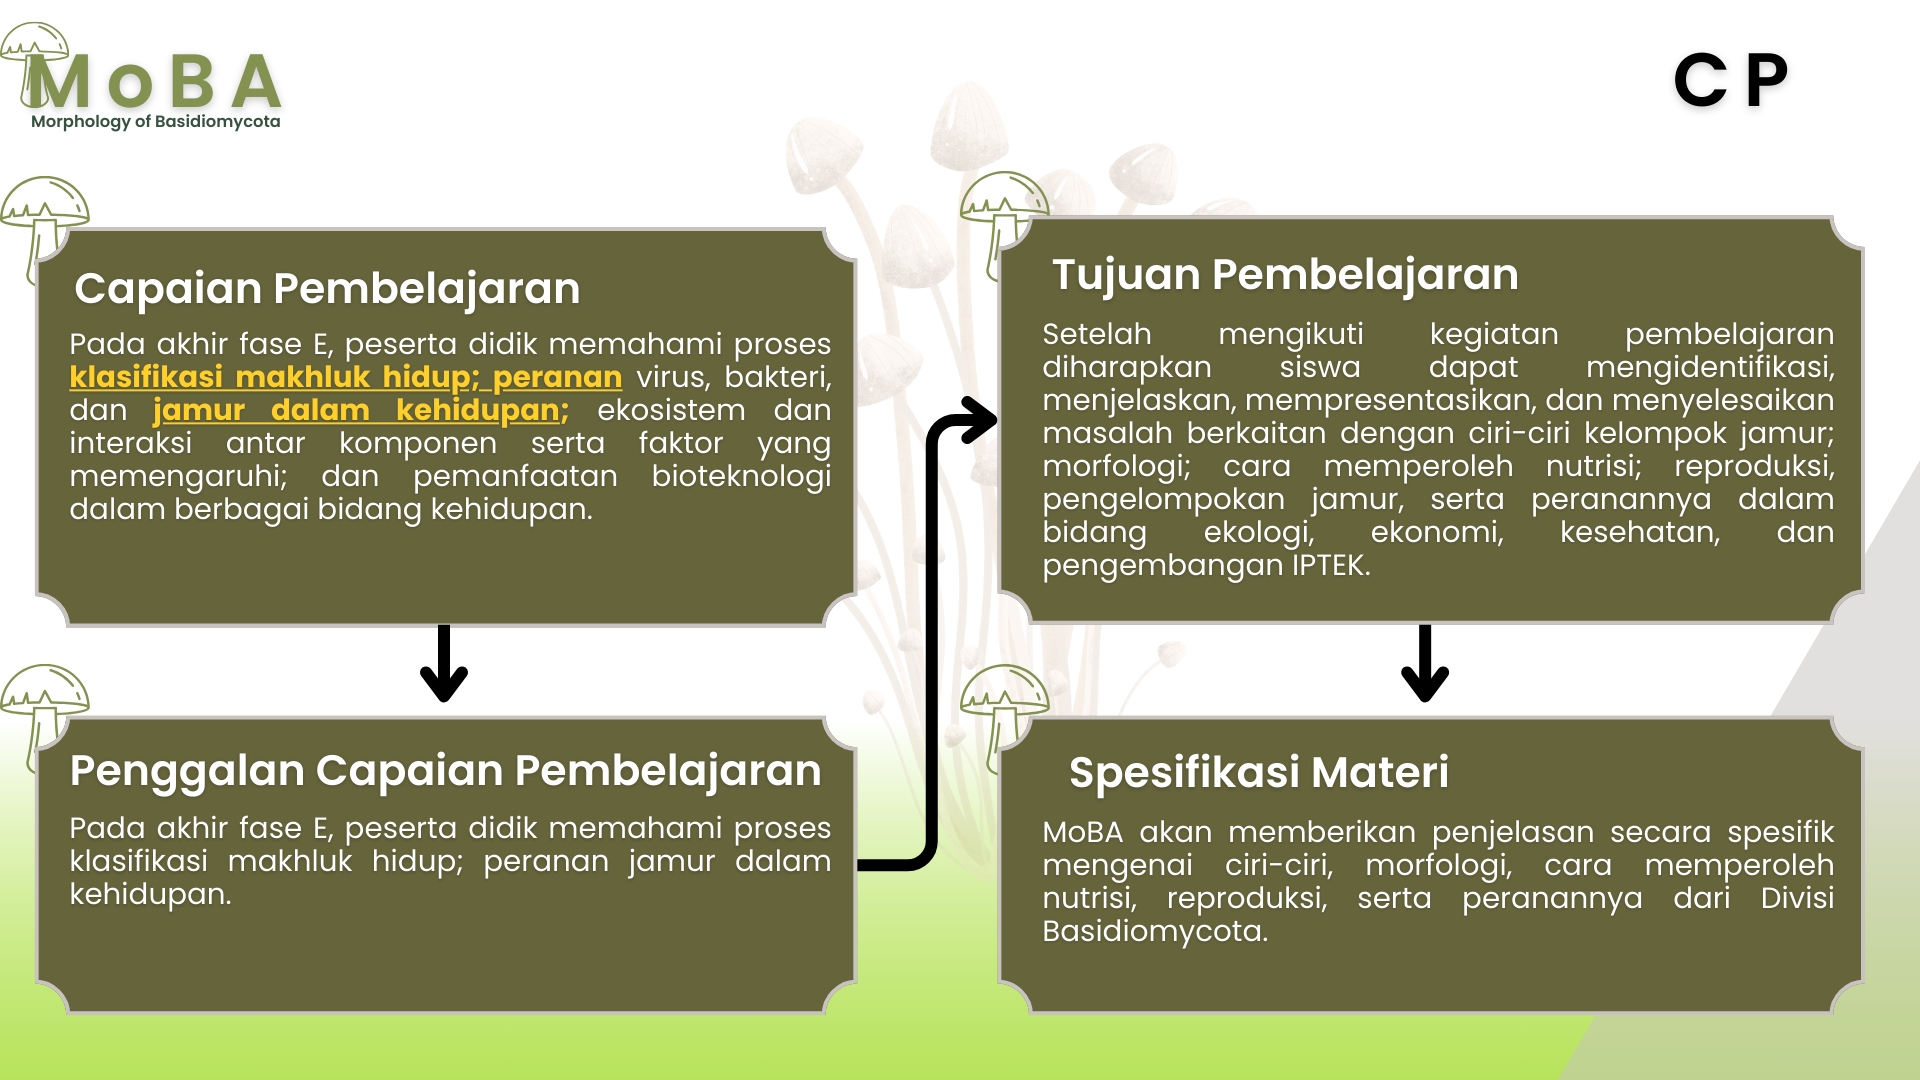 MoBA
Morphology of Basidiomycota
CP
Capaian Pembelajaran
Pada akhir fase E, peserta didik memahami proses
klasifikasi makhluk hidup; peranan virus, bakteri,
dan jamur dalam kehidupan; ekosistem dan
interaksi antar komponen serta faktor yang
memengaruhi; dan pemanfaatan bioteknologi
dalam berbagai bidang kehidupan.
Penggalan Capaian Pembelajaran
Pada akhir fase E, peserta didik memahami proses
klasifikasi makhluk hidup; peranan jamur dalam
kehidupan.
Tujuan Pembelajaran
Setelah mengikuti kegiatan pembelajaran
diharapkan siswa dapat mengidentifikasi,
menjelaskan, mempresentasikan, dan menyelesaikan
masalah berkaitan dengan ciri-ciri kelompok jamur;
morfologi; cara memperoleh nutrisi; reproduksi,
pengelompokan jamur, serta peranannya dalam
bidang ekologi, ekonomi, kesehatan, dan
pengembangan IPTEK.
Spesifikasi Materi
MoBA akan memberikan penjelasan secara spesifik
mengenai ciri-ciri, morfologi, cara memperoleh
nutrisi, reproduksi, serta peranannya dari Divisi
Basidiomycota.